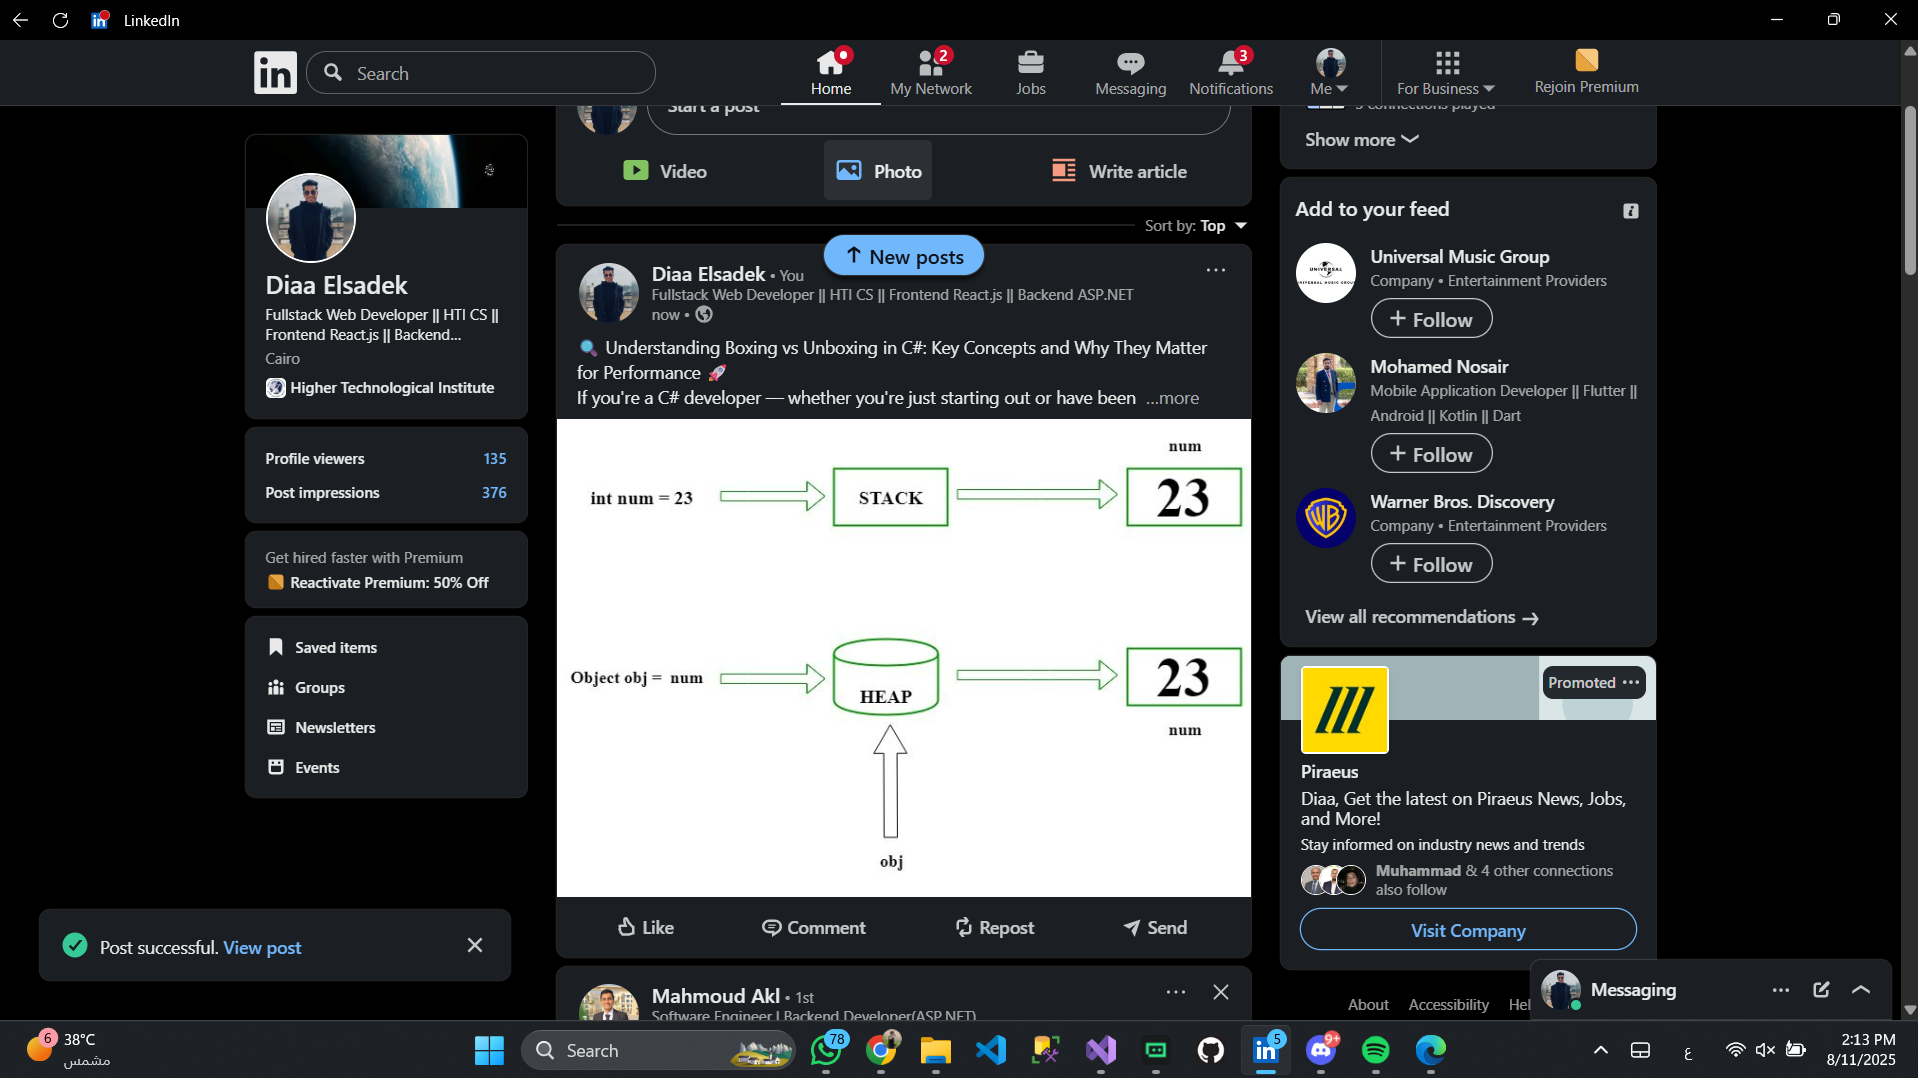 LinkedIn
in
Search
Home
2
My Network
Jobs
Messaging
3
Notifications
Me
For Business
Rejoin Premium
Diaa Elsadek
Fullstack Web Developer || HTI CS ||
Frontend React.js || Backend...
Cairo
Higher Technological Institute
Profile viewers 135
Post impressions 376
Get hired faster with Premium
Reactivate Premium: 50% Off
Saved items
Groups
Newsletters
Events
Post successful. View post
Start a post
Video
Photo
Write article
Sort by: Top
New posts
Diaa Elsadek • You
Fullstack Web Developer || HTI CS || Frontend React.js || Backend ASP.NET
now •
🔍 Understanding Boxing vs Unboxing in C#: Key Concepts and Why They Matter
for Performance 🚀
If you're a C# developer — whether you're just starting out or have been ...more
num
int num = 23
STACK
23
Object obj = num
HEAP
23
num
obj
Like
Comment
Repost
Send
Mahmoud Akl • 1st
Software Engineer | Backend Developer(ASP.NET)
3 connections played
Show more
Add to your feed
UNIVERSAL
UNIVERSAL MUSIC GROUP
Universal Music Group
Company • Entertainment Providers
+ Follow
Mohamed Nosair
Mobile Application Developer || Flutter ||
Android || Kotlin || Dart
+ Follow
WB
Warner Bros. Discovery
Company • Entertainment Providers
+ Follow
View all recommendations →
Promoted
Piraeus
Diaa, Get the latest on Piraeus News, Jobs,
and More!
Stay informed on industry news and trends
Muhammad & 4 other connections
also follow
Visit Company
About
Accessibility
Messaging
6
38°C
مشمس
Search
78
in
5
9+
ع
2:13 PM
8/11/2025